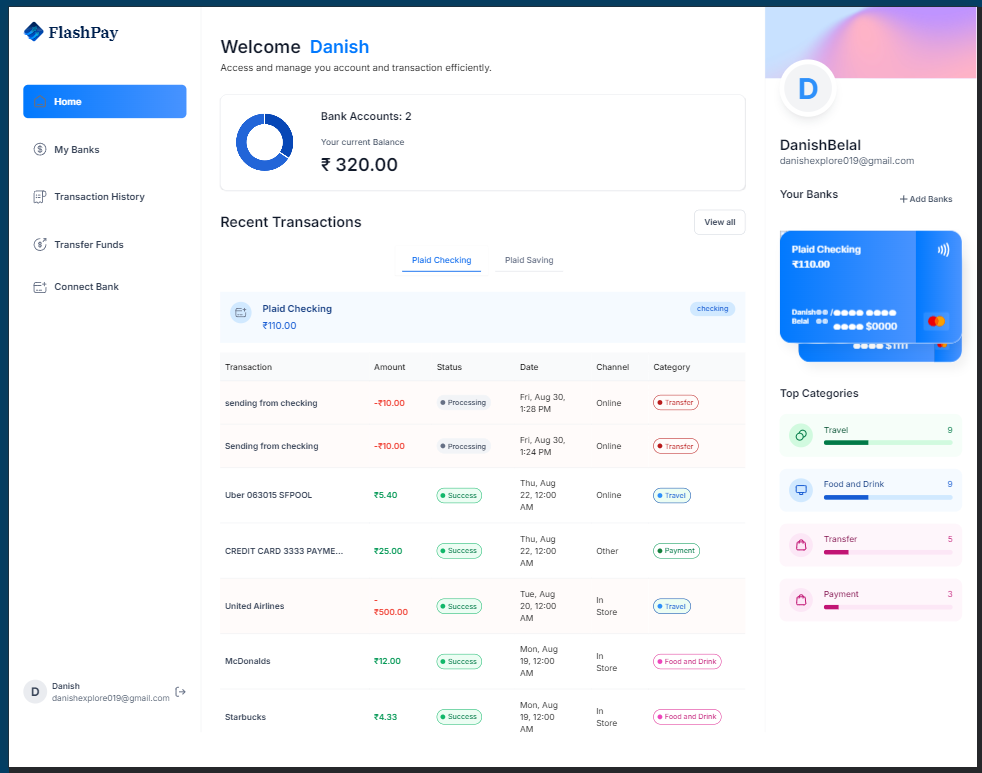 FlashPay
Home
My Banks
Transaction History
Transfer Funds
Connect Bank
D
Danish
danishexplore019@gmail.com
Welcome Danish
Access and manage you account and transaction efficiently.
Bank Accounts: 2
Your current Balance
₹ 320.00
Recent Transactions
View all
Plaid Checking Plaid Saving
Plaid Checking
₹110.00
checking
Transaction Amount Status Date Channel Category
sending from checking -₹10.00 Processing Fri, Aug 30, Online Transfer
1:28 PM
Sending from checking -₹10.00 Processing Fri, Aug 30, Online Transfer
1:24 PM
Uber 063015 SFPOOL ₹5.40 Success Thu, Aug Online Travel
22, 12:00
AM
CREDIT CARD 3333 PAYME... ₹25.00 Success Thu, Aug Other Payment
22, 12:00
AM
United Airlines - Success Tue, Aug In Travel
₹500.00 20, 12:00 Store
AM
McDonalds ₹12.00 Success Mon, Aug In Food and Drink
19, 12:00 Store
AM
Starbucks ₹4.33 Success Mon, Aug In Food and Drink
19, 12:00 Store
AM
D
DanishBelal
danishexplore019@gmail.com
Your Banks
+ Add Banks
Plaid Checking
₹110.00
Danish●● /●●●● ●●●●
Belal ●● ●●●● $0000
●●●● $1111
Top Categories
Travel 9
Food and Drink 9
Transfer 5
Payment 3